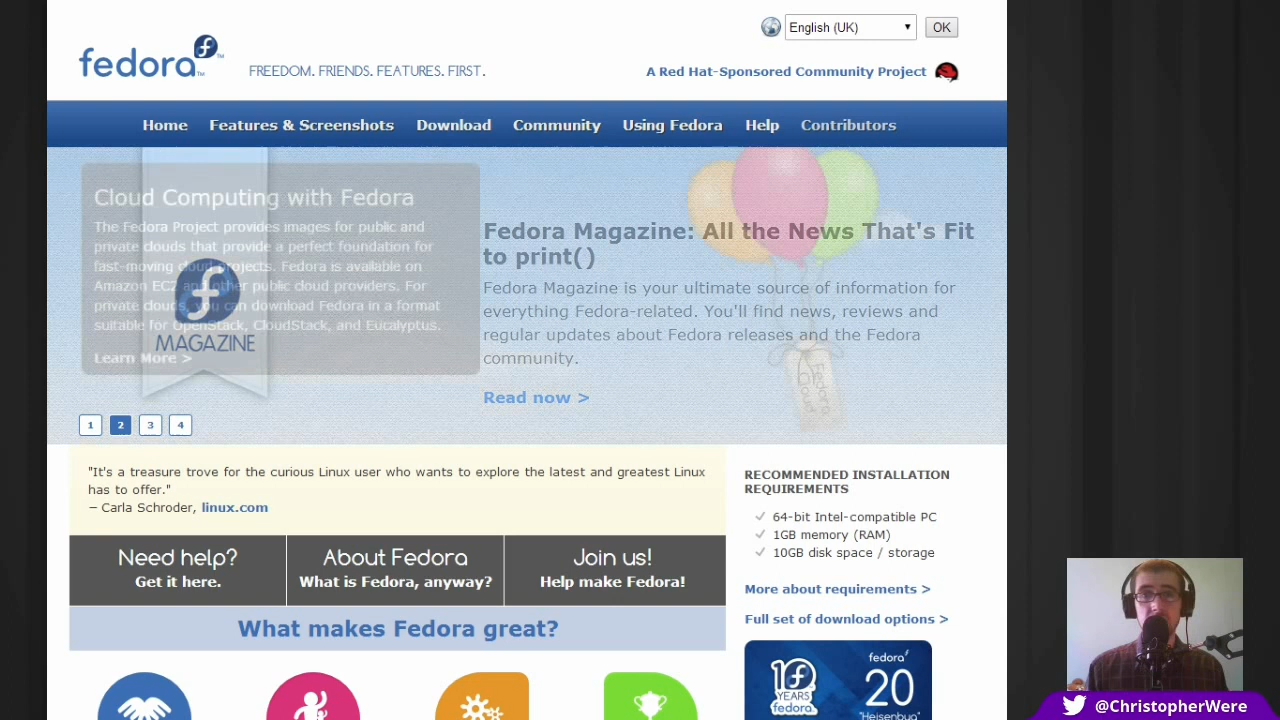 English (UK)
OK
fedora
FREEDOM. FRIENDS. FEATURES. FIRST.
A Red Hat-Sponsored Community Project
Home
Features & Screenshots
Download
Community
Using Fedora
Help
Contributors
Cloud Computing with Fedora
The Fedora Project provides images for public and
private clouds that provide a perfect foundation for
fast-moving cloud projects. Fedora is available on
Amazon EC2 and other public cloud providers. For
private clouds, you can download Fedora in a format
suitable for OpenStack, CloudStack, and Eucalyptus.
Learn More >
MAGAZINE
Fedora Magazine: All the News That's Fit
to print()
Fedora Magazine is your ultimate source of information for
everything Fedora-related. You'll find news, reviews and
regular updates about Fedora releases and the Fedora
community.
Read now >
Fedora
Cloud
1
2
3
4
"It's a treasure trove for the curious Linux user who wants to explore the latest and greatest Linux
has to offer."
— Carla Schroder, linux.com
Need help?
Get it here.
About Fedora
What is Fedora, anyway?
Join us!
Help make Fedora!
What makes Fedora great?
RECOMMENDED INSTALLATION
REQUIREMENTS
64-bit Intel-compatible PC
1GB memory (RAM)
10GB disk space / storage
More about requirements >
Full set of download options >
10
YEARS
fedora
fedora
20
"Heisenbug"
@ChristopherWere